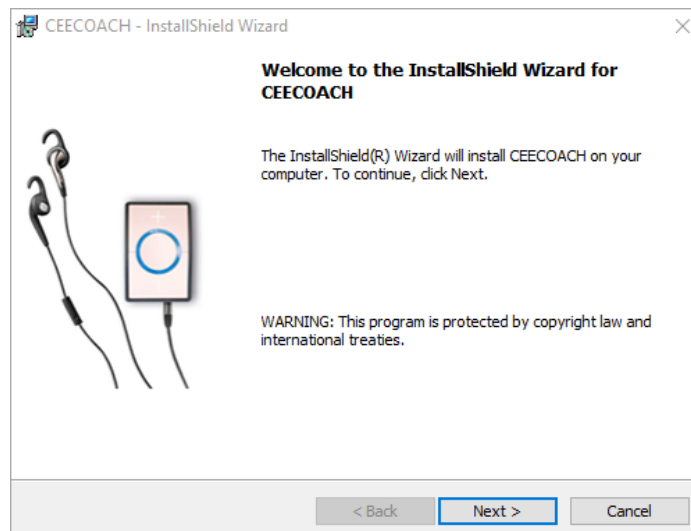 CEECOACH - InstallShield Wizard
Welcome to the InstallShield Wizard for
CEECOACH
The InstallShield(R) Wizard will install CEECOACH on your
computer. To continue, click Next.
WARNING: This program is protected by copyright law and
international treaties.
< Back
Next >
Cancel